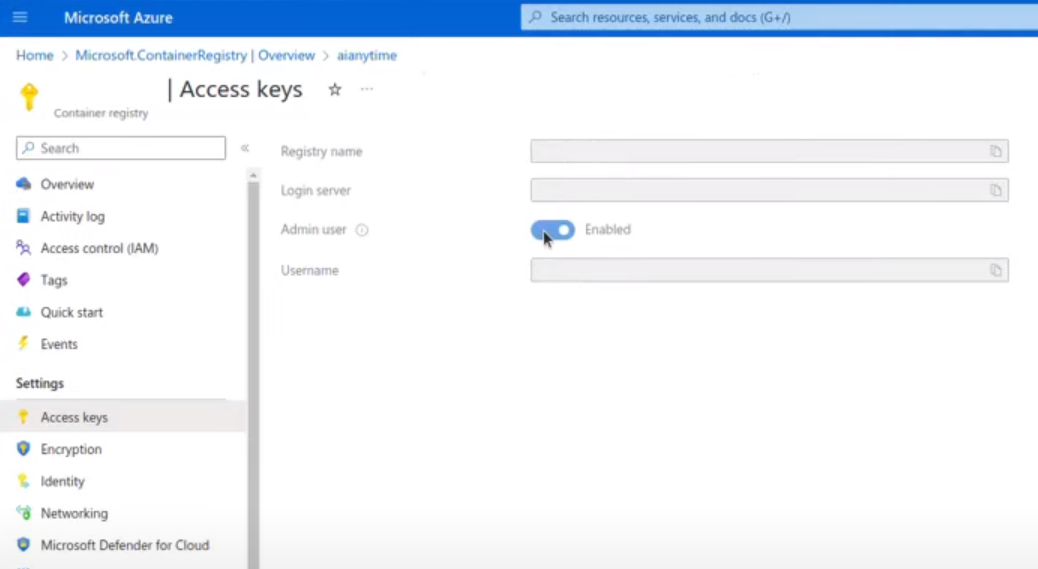 Microsoft Azure
Search resources, services, and docs (G+/)
Home > Microsoft.ContainerRegistry | Overview > aianytime
| Access keys
Container registry
Search
«
Overview
Activity log
Access control (IAM)
Tags
Quick start
Events
Settings
Access keys
Encryption
Identity
Networking
Microsoft Defender for Cloud
Registry name
Login server
Admin user
Enabled
Username